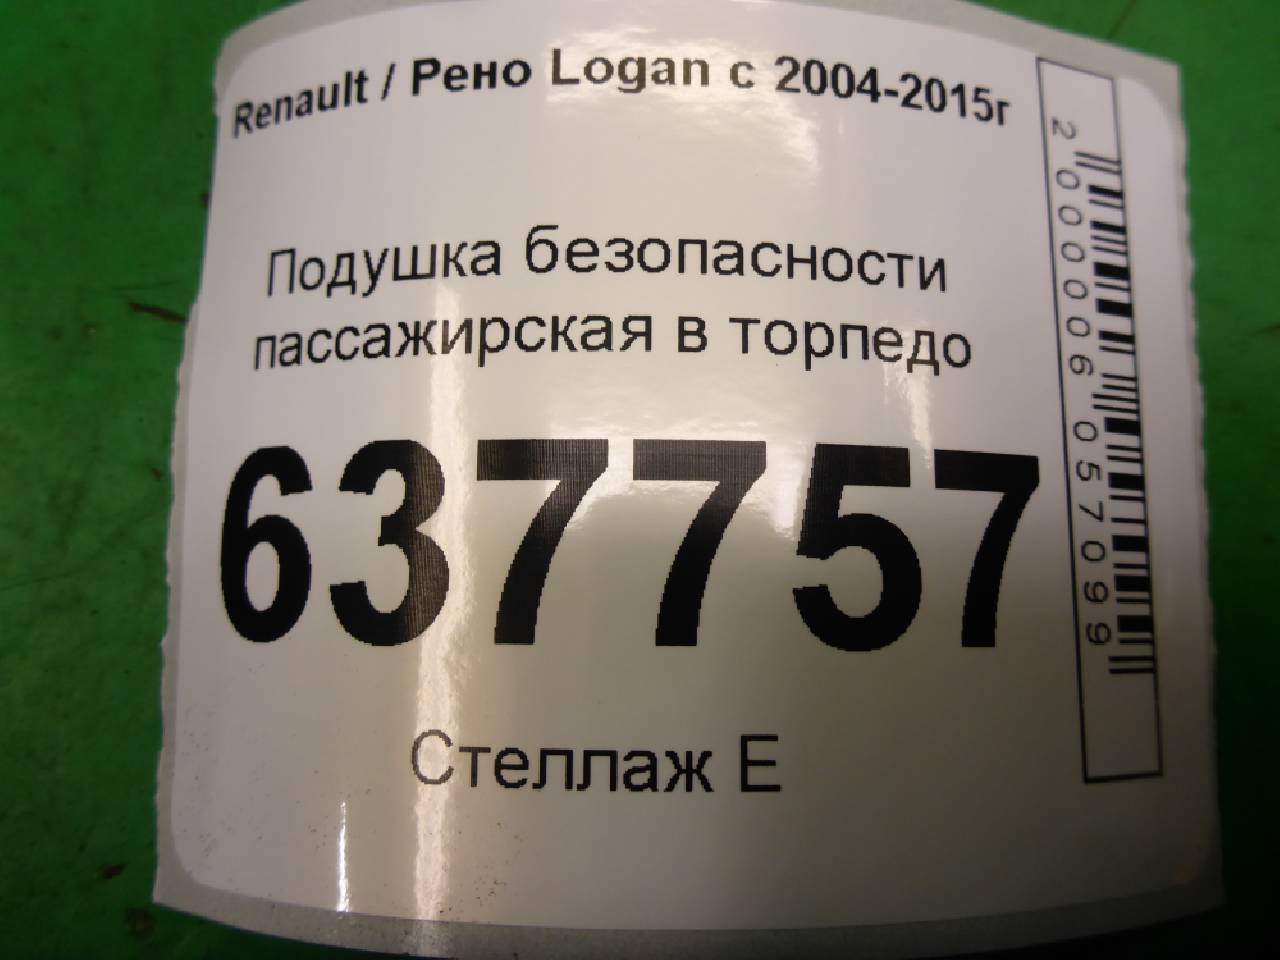 Renault / Рено Logan с 2004-2015г
Подушка безопасности
пассажирская в торпедо
637757
Стеллаж Е
2000006057099